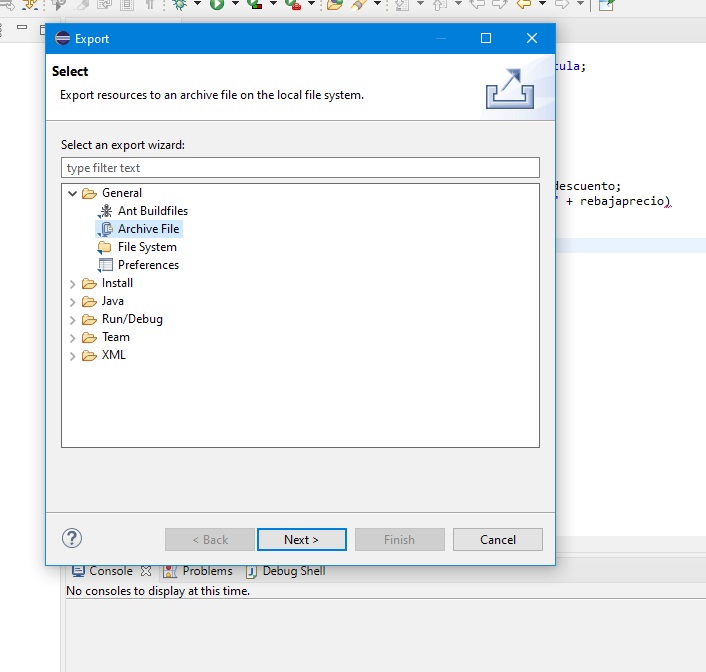 Export
Select
Export resources to an archive file on the local file system.
Select an export wizard:
type filter text
General
Ant Buildfiles
Archive File
File System
Preferences
Install
Java
Run/Debug
Team
XML
?
< Back
Next >
Finish
Cancel
tula;
descuento;
" + rebajaprecio)
Console
Problems
Debug Shell
No consoles to display at this time.